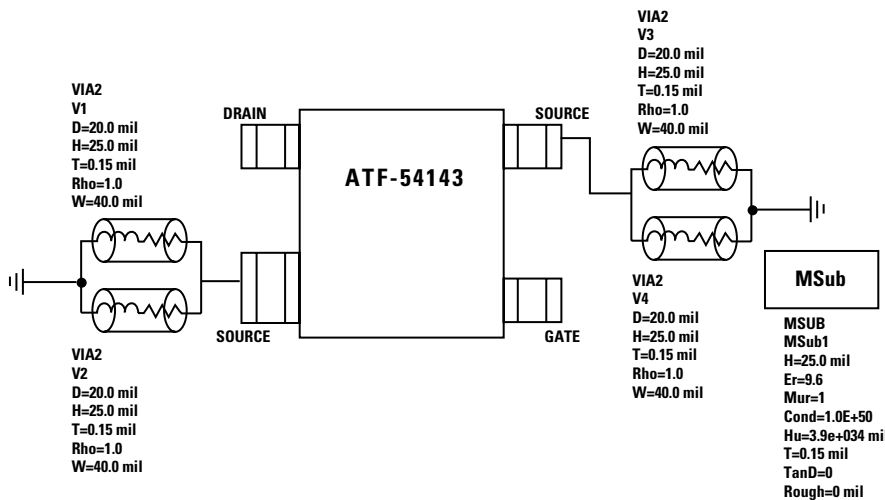 VIA2
V1
D=20.0 mil
H=25.0 mil
T=0.15 mil
Rho=1.0
W=40.0 mil
VIA2
V2
D=20.0 mil
H=25.0 mil
T=0.15 mil
Rho=1.0
W=40.0 mil
DRAIN
SOURCE
ATF-54143
SOURCE
GATE
VIA2
V3
D=20.0 mil
H=25.0 mil
T=0.15 mil
Rho=1.0
W=40.0 mil
VIA2
V4
D=20.0 mil
H=25.0 mil
T=0.15 mil
Rho=1.0
W=40.0 mil
MSub
MSUB
MSub1
H=25.0 mil
Er=9.6
Mur=1
Cond=1.0E+50
Hu=3.9e+034 mi
T=0.15 mil
TanD=0
Rough=0 mil